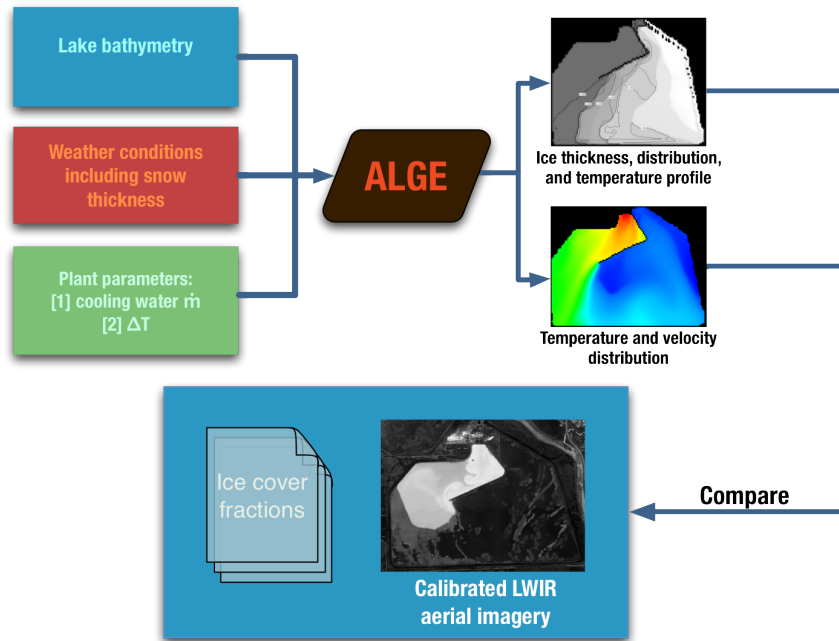 Lake bathymetry
Weather conditions
including snow
thickness
Plant parameters:
[1] cooling water ṁ
[2] ΔT
ALGE
Ice thickness, distribution,
and temperature profile
Temperature and velocity
distribution
Compare
Ice cover
fractions
Calibrated LWIR
aerial imagery